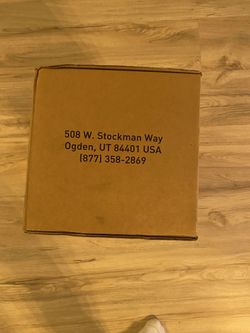 508 W. Stockman Way
Ogden, UT 84401 USA
(877) 358-2869